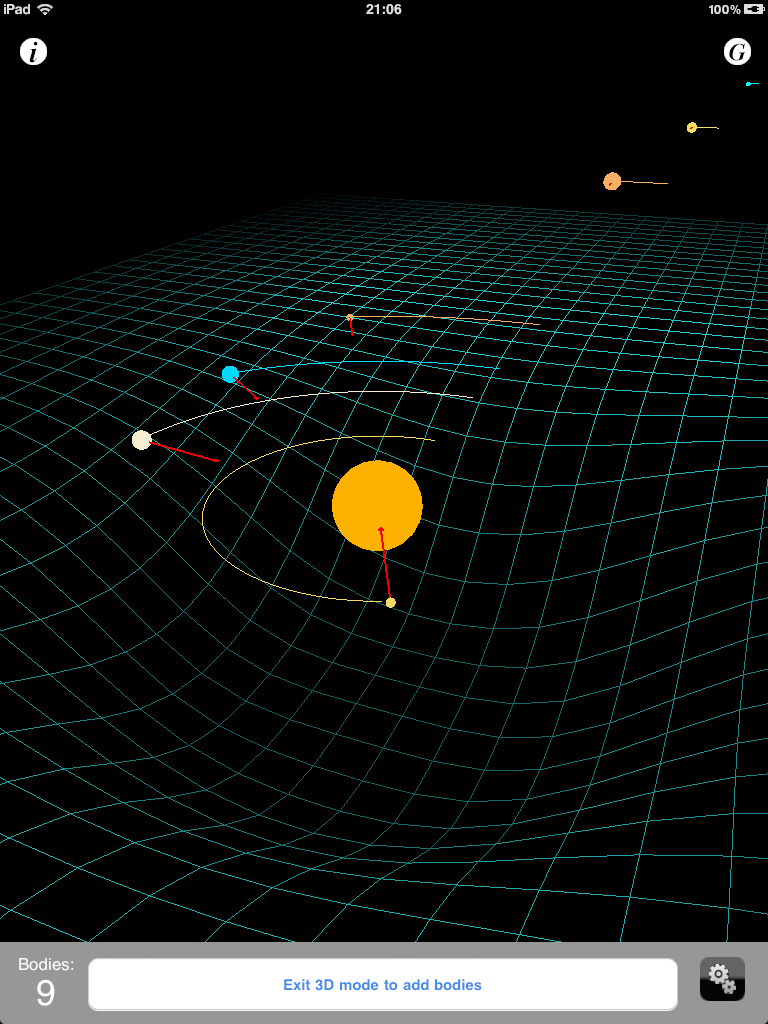 iPad 21:06 100%
i G
Bodies:
9
Exit 3D mode to add bodies